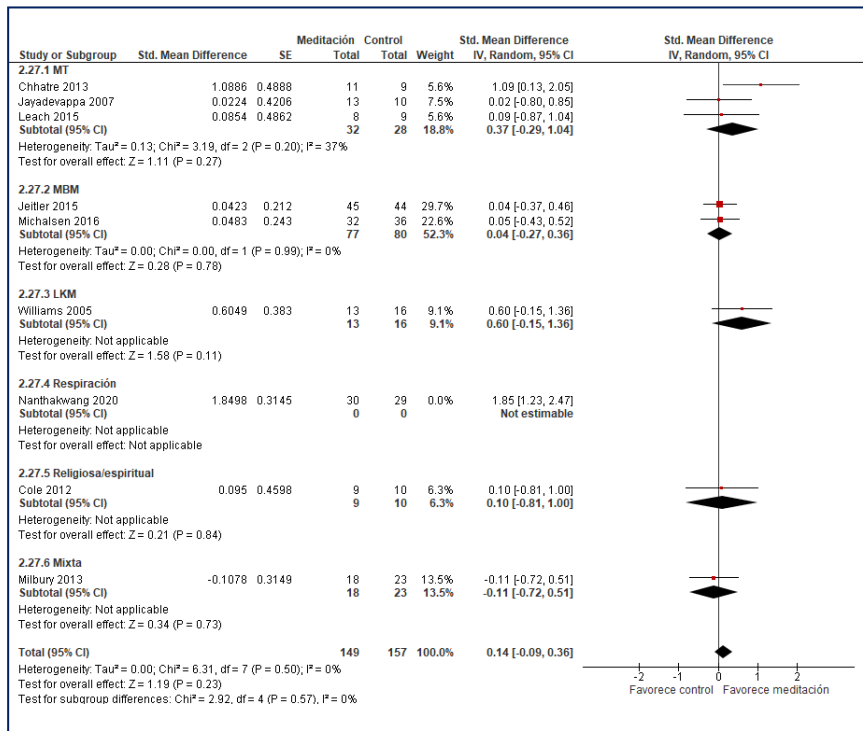 Meditación Control Std. Mean Difference Std. Mean Difference
Study or Subgroup Std. Mean Difference SE Total Total Weight IV, Random, 95% CI IV, Random, 95% CI
2.27.1 MT
Chhatre 2013 1.0886 0.4888 11 9 5.6% 1.09 [0.13, 2.05]
Jayadevappa 2007 0.0224 0.4206 13 10 7.5% 0.02 [-0.80, 0.85]
Leach 2015 0.0854 0.4862 8 9 5.6% 0.09 [-0.87, 1.04]
Subtotal (95% CI) 32 28 18.8% 0.37 [-0.29, 1.04]
Heterogeneity: Tau² = 0.13; Chi² = 3.19, df = 2 (P = 0.20); I² = 37%
Test for overall effect: Z = 1.11 (P = 0.27)
2.27.2 MBM
Jeitler 2015 0.0423 0.212 45 44 29.7% 0.04 [-0.37, 0.46]
Michalsen 2016 0.0483 0.243 32 36 22.6% 0.05 [-0.43, 0.52]
Subtotal (95% CI) 77 80 52.3% 0.04 [-0.27, 0.36]
Heterogeneity: Tau² = 0.00; Chi² = 0.00, df = 1 (P = 0.99); I² = 0%
Test for overall effect: Z = 0.28 (P = 0.78)
2.27.3 LKM
Williams 2005 0.6049 0.383 13 16 9.1% 0.60 [-0.15, 1.36]
Subtotal (95% CI) 13 16 9.1% 0.60 [-0.15, 1.36]
Heterogeneity: Not applicable
Test for overall effect: Z = 1.58 (P = 0.11)
2.27.4 Respiración
Nanthakwang 2020 1.8498 0.3145 30 29 0.0% 1.85 [1.23, 2.47]
Subtotal (95% CI) 0 0 Not estimable
Heterogeneity: Not applicable
Test for overall effect: Not applicable
2.27.5 Religiosa/espiritual
Cole 2012 0.095 0.4598 9 10 6.3% 0.10 [-0.81, 1.00]
Subtotal (95% CI) 9 10 6.3% 0.10 [-0.81, 1.00]
Heterogeneity: Not applicable
Test for overall effect: Z = 0.21 (P = 0.84)
2.27.6 Mixta
Milbury 2013 -0.1078 0.3149 18 23 13.5% -0.11 [-0.72, 0.51]
Subtotal (95% CI) 18 23 13.5% -0.11 [-0.72, 0.51]
Heterogeneity: Not applicable
Test for overall effect: Z = 0.34 (P = 0.73)
Total (95% CI) 149 157 100.0% 0.14 [-0.09, 0.36]
Heterogeneity: Tau² = 0.00; Chi² = 6.31, df = 7 (P = 0.50); I² = 0%
Test for overall effect: Z = 1.19 (P = 0.23)
Test for subgroup differences: Chi² = 2.92, df = 4 (P = 0.57), I² = 0%
-2 -1 0 1 2
Favorece control Favorece meditación